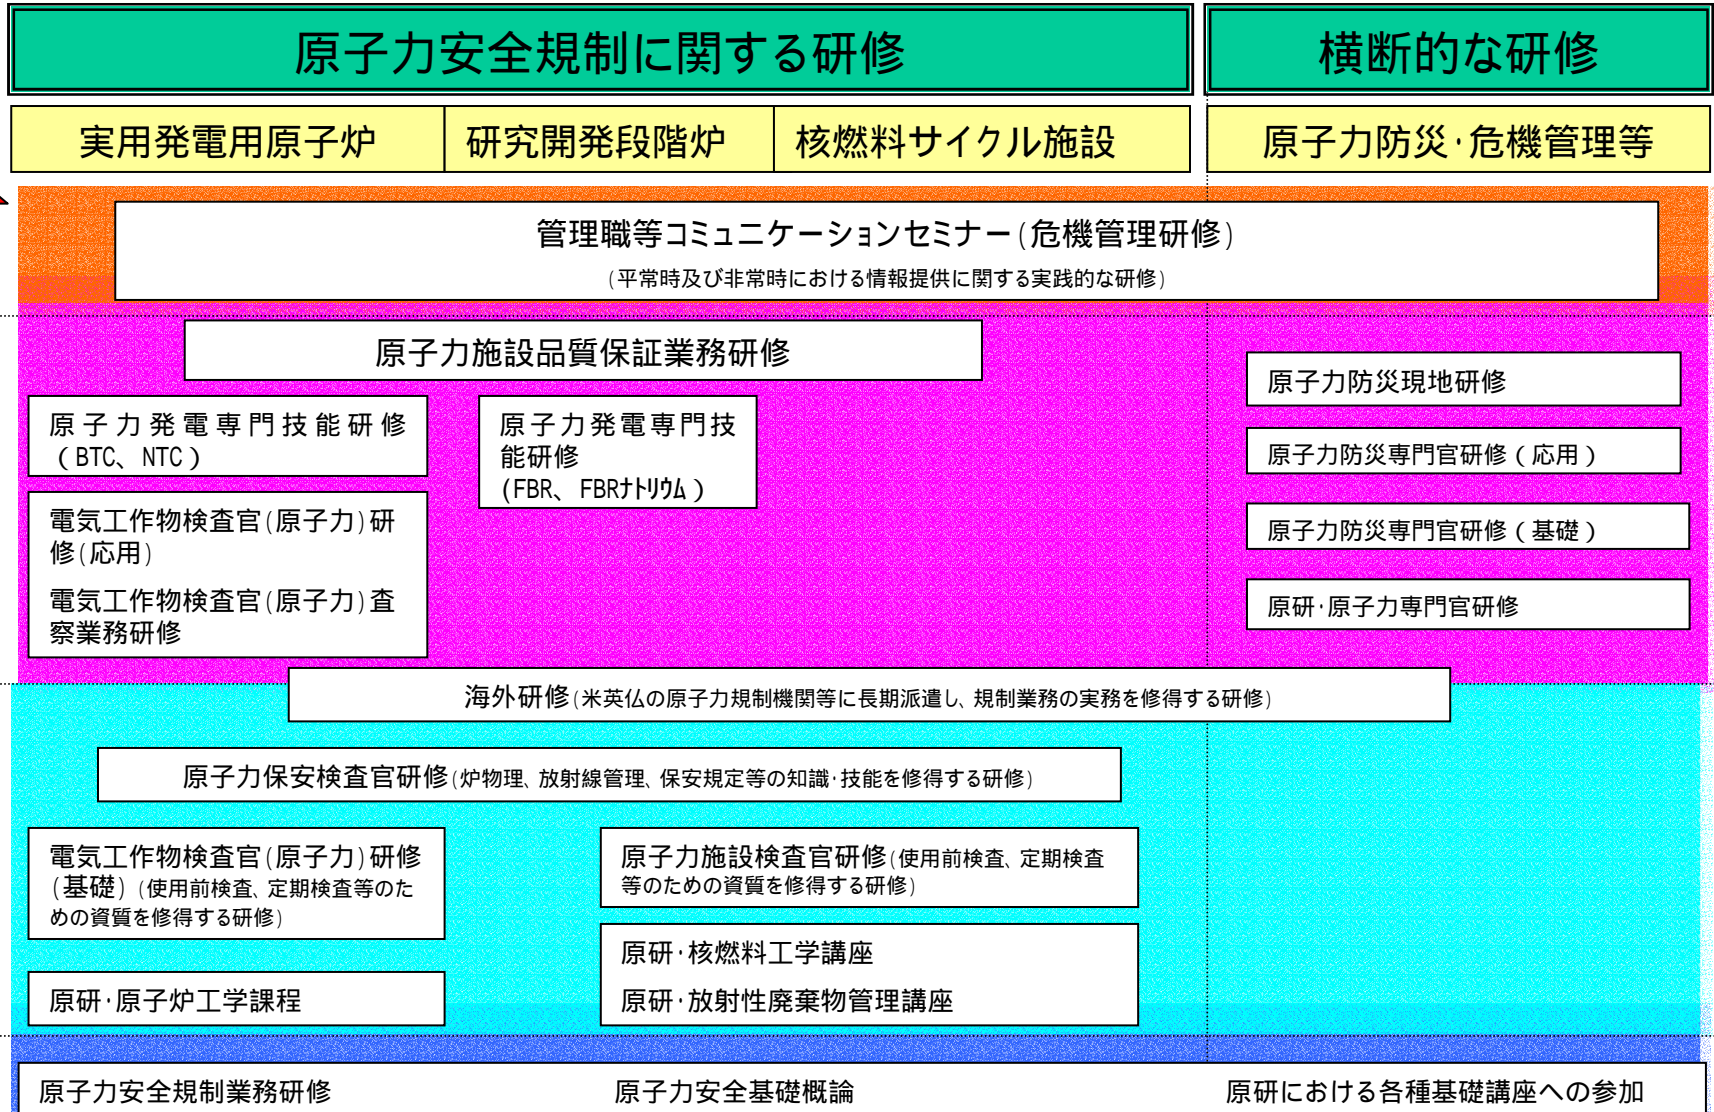 原子力安全規制に関する研修
横断的な研修
実用発電用原子炉
研究開発段階炉
核燃料サイクル施設
原子力防災・危機管理等
管理職等コミュニケーションセミナー(危機管理研修)
(平常時及び非常時における情報提供に関する実践的な研修)
原子力施設品質保証業務研修
原子力発電専門技能研修
(BTC、NTC)
原子力発電専門技
能研修
(FBR、FBRナトリウム)
電気工作物検査官(原子力)研
修(応用)
電気工作物検査官(原子力)査
察業務研修
原子力防災現地研修
原子力防災専門官研修(応用)
原子力防災専門官研修(基礎)
原研・原子力専門官研修
海外研修(米英仏の原子力規制機関等に長期派遣し、規制業務の実務を修得する研修)
原子力保安検査官研修(炉物理、放射線管理、保安規定等の知識・技能を修得する研修)
電気工作物検査官(原子力)研修
(基礎)(使用前検査、定期検査等のた
めの資質を修得する研修)
原研・原子炉工学課程
原子力施設検査官研修(使用前検査、定期検査
等のための資質を修得する研修)
原研・核燃料工学講座
原研・放射性廃棄物管理講座
原子力安全規制業務研修
原子力安全基礎概論
原研における各種基礎講座への参加